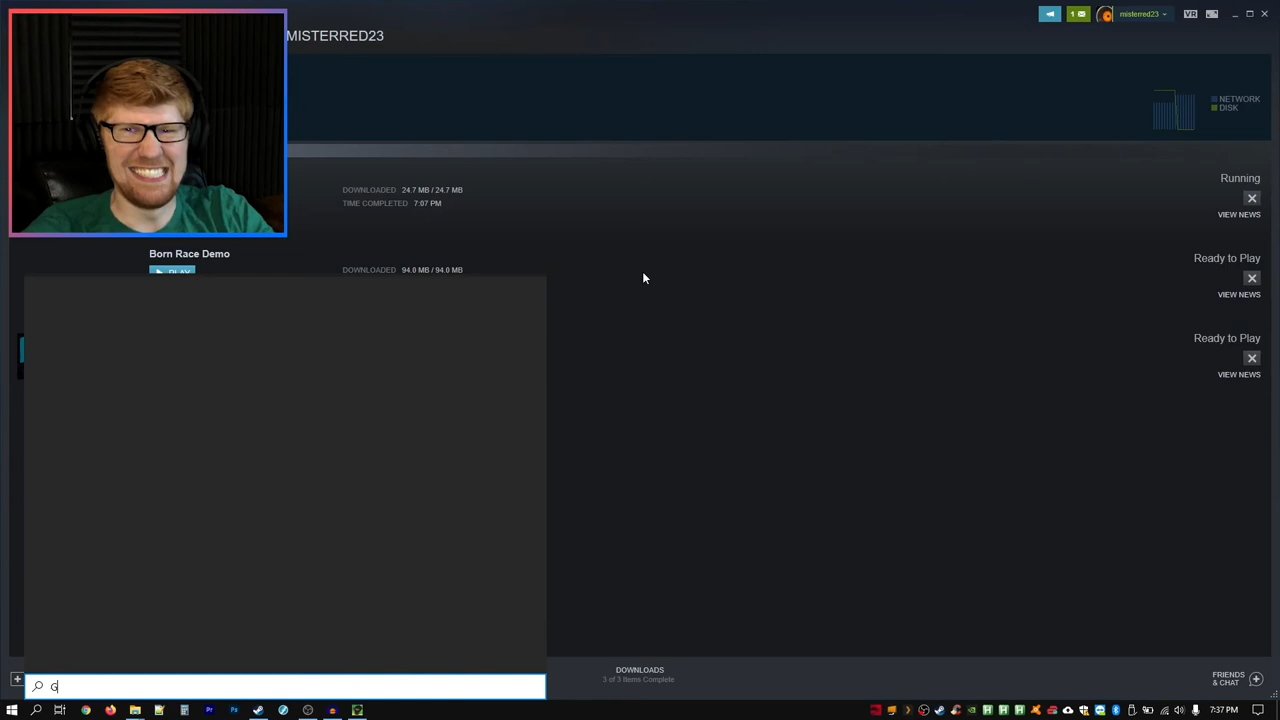 misterred23
MISTERRED23
NETWORK
DISK
DOWNLOADED 24.7 MB / 24.7 MB
TIME COMPLETED 7:07 PM
Running
VIEW NEWS
Born Race Demo
PLAY
DOWNLOADED 94.0 MB / 94.0 MB
Ready to Play
VIEW NEWS
Ready to Play
VIEW NEWS
DOWNLOADS
3 of 3 Items Complete
FRIENDS
& CHAT
G
7:37 PM